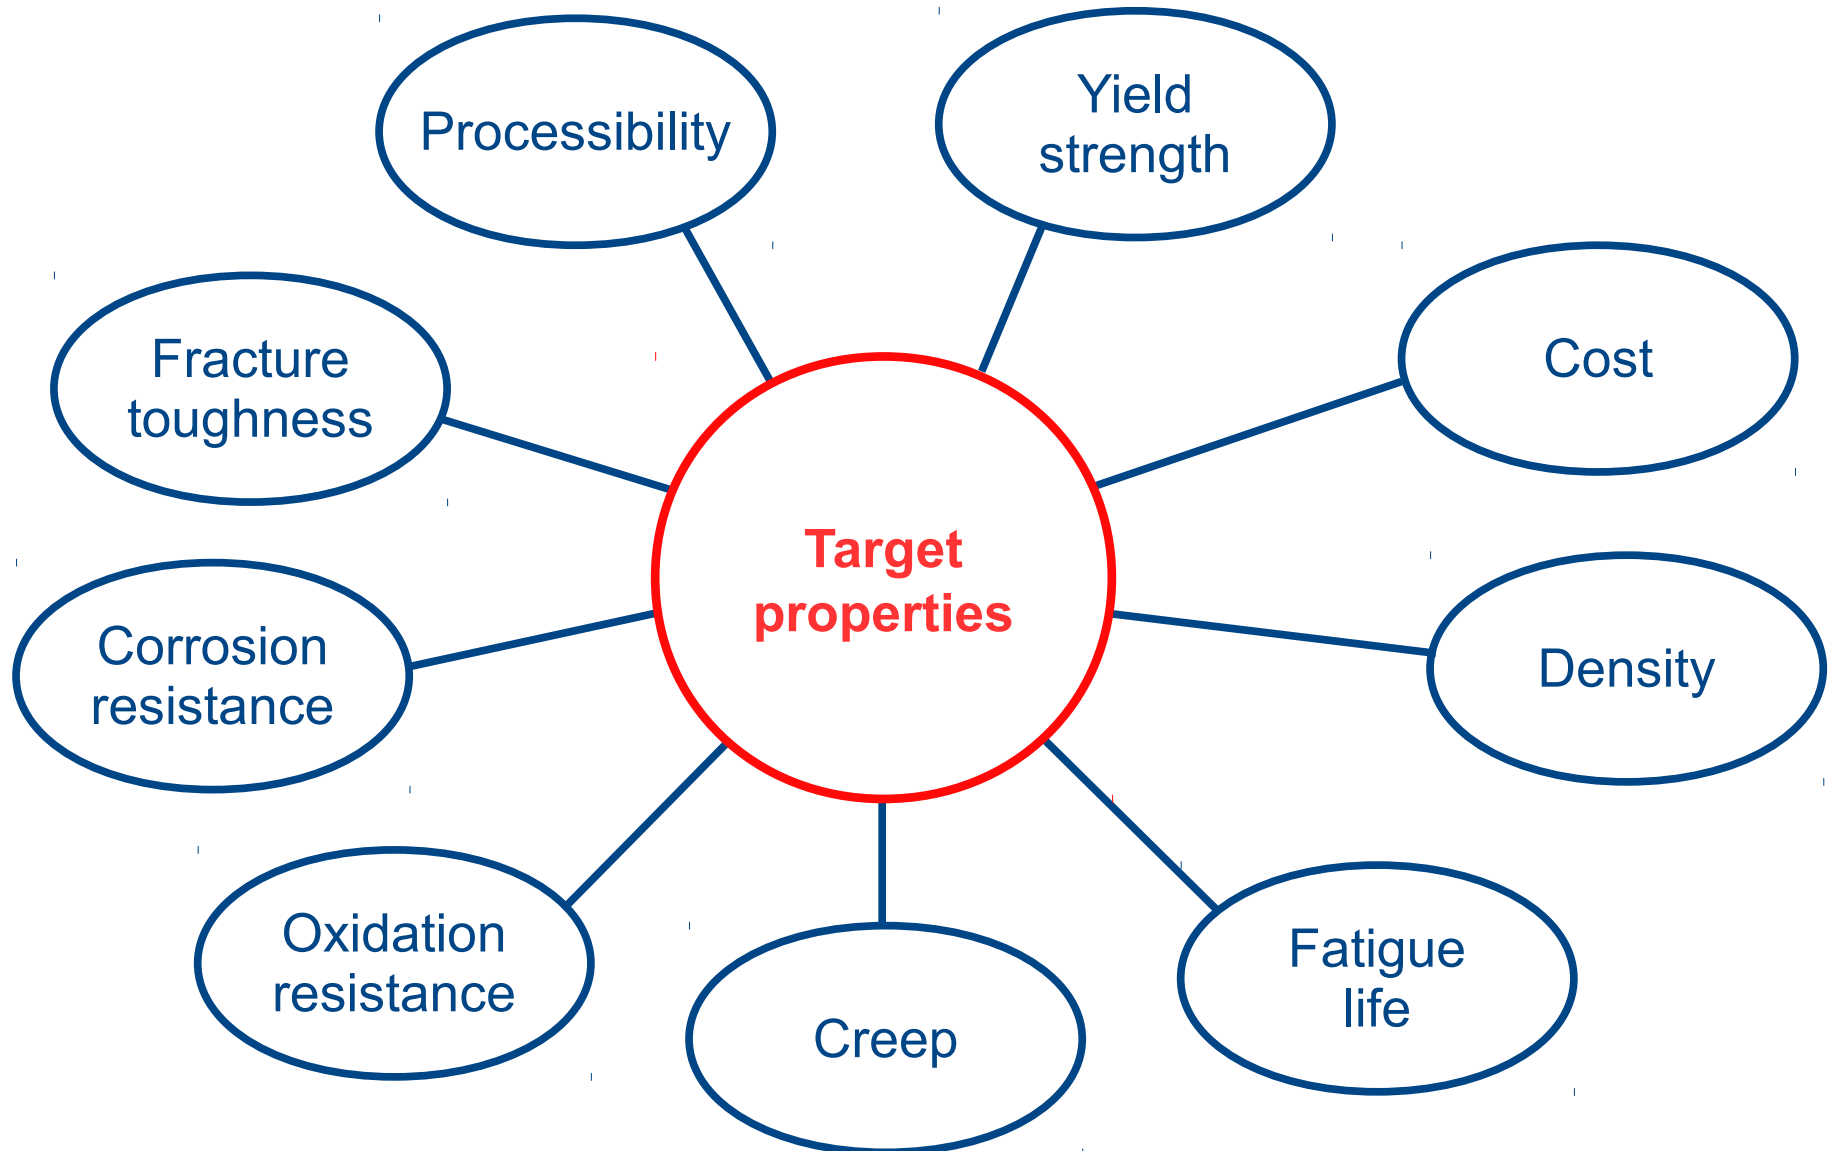 Processibility
Yield
strength
Fracture
toughness
Cost
Target
properties
Corrosion
resistance
Density
Oxidation
resistance
Creep
Fatigue
life